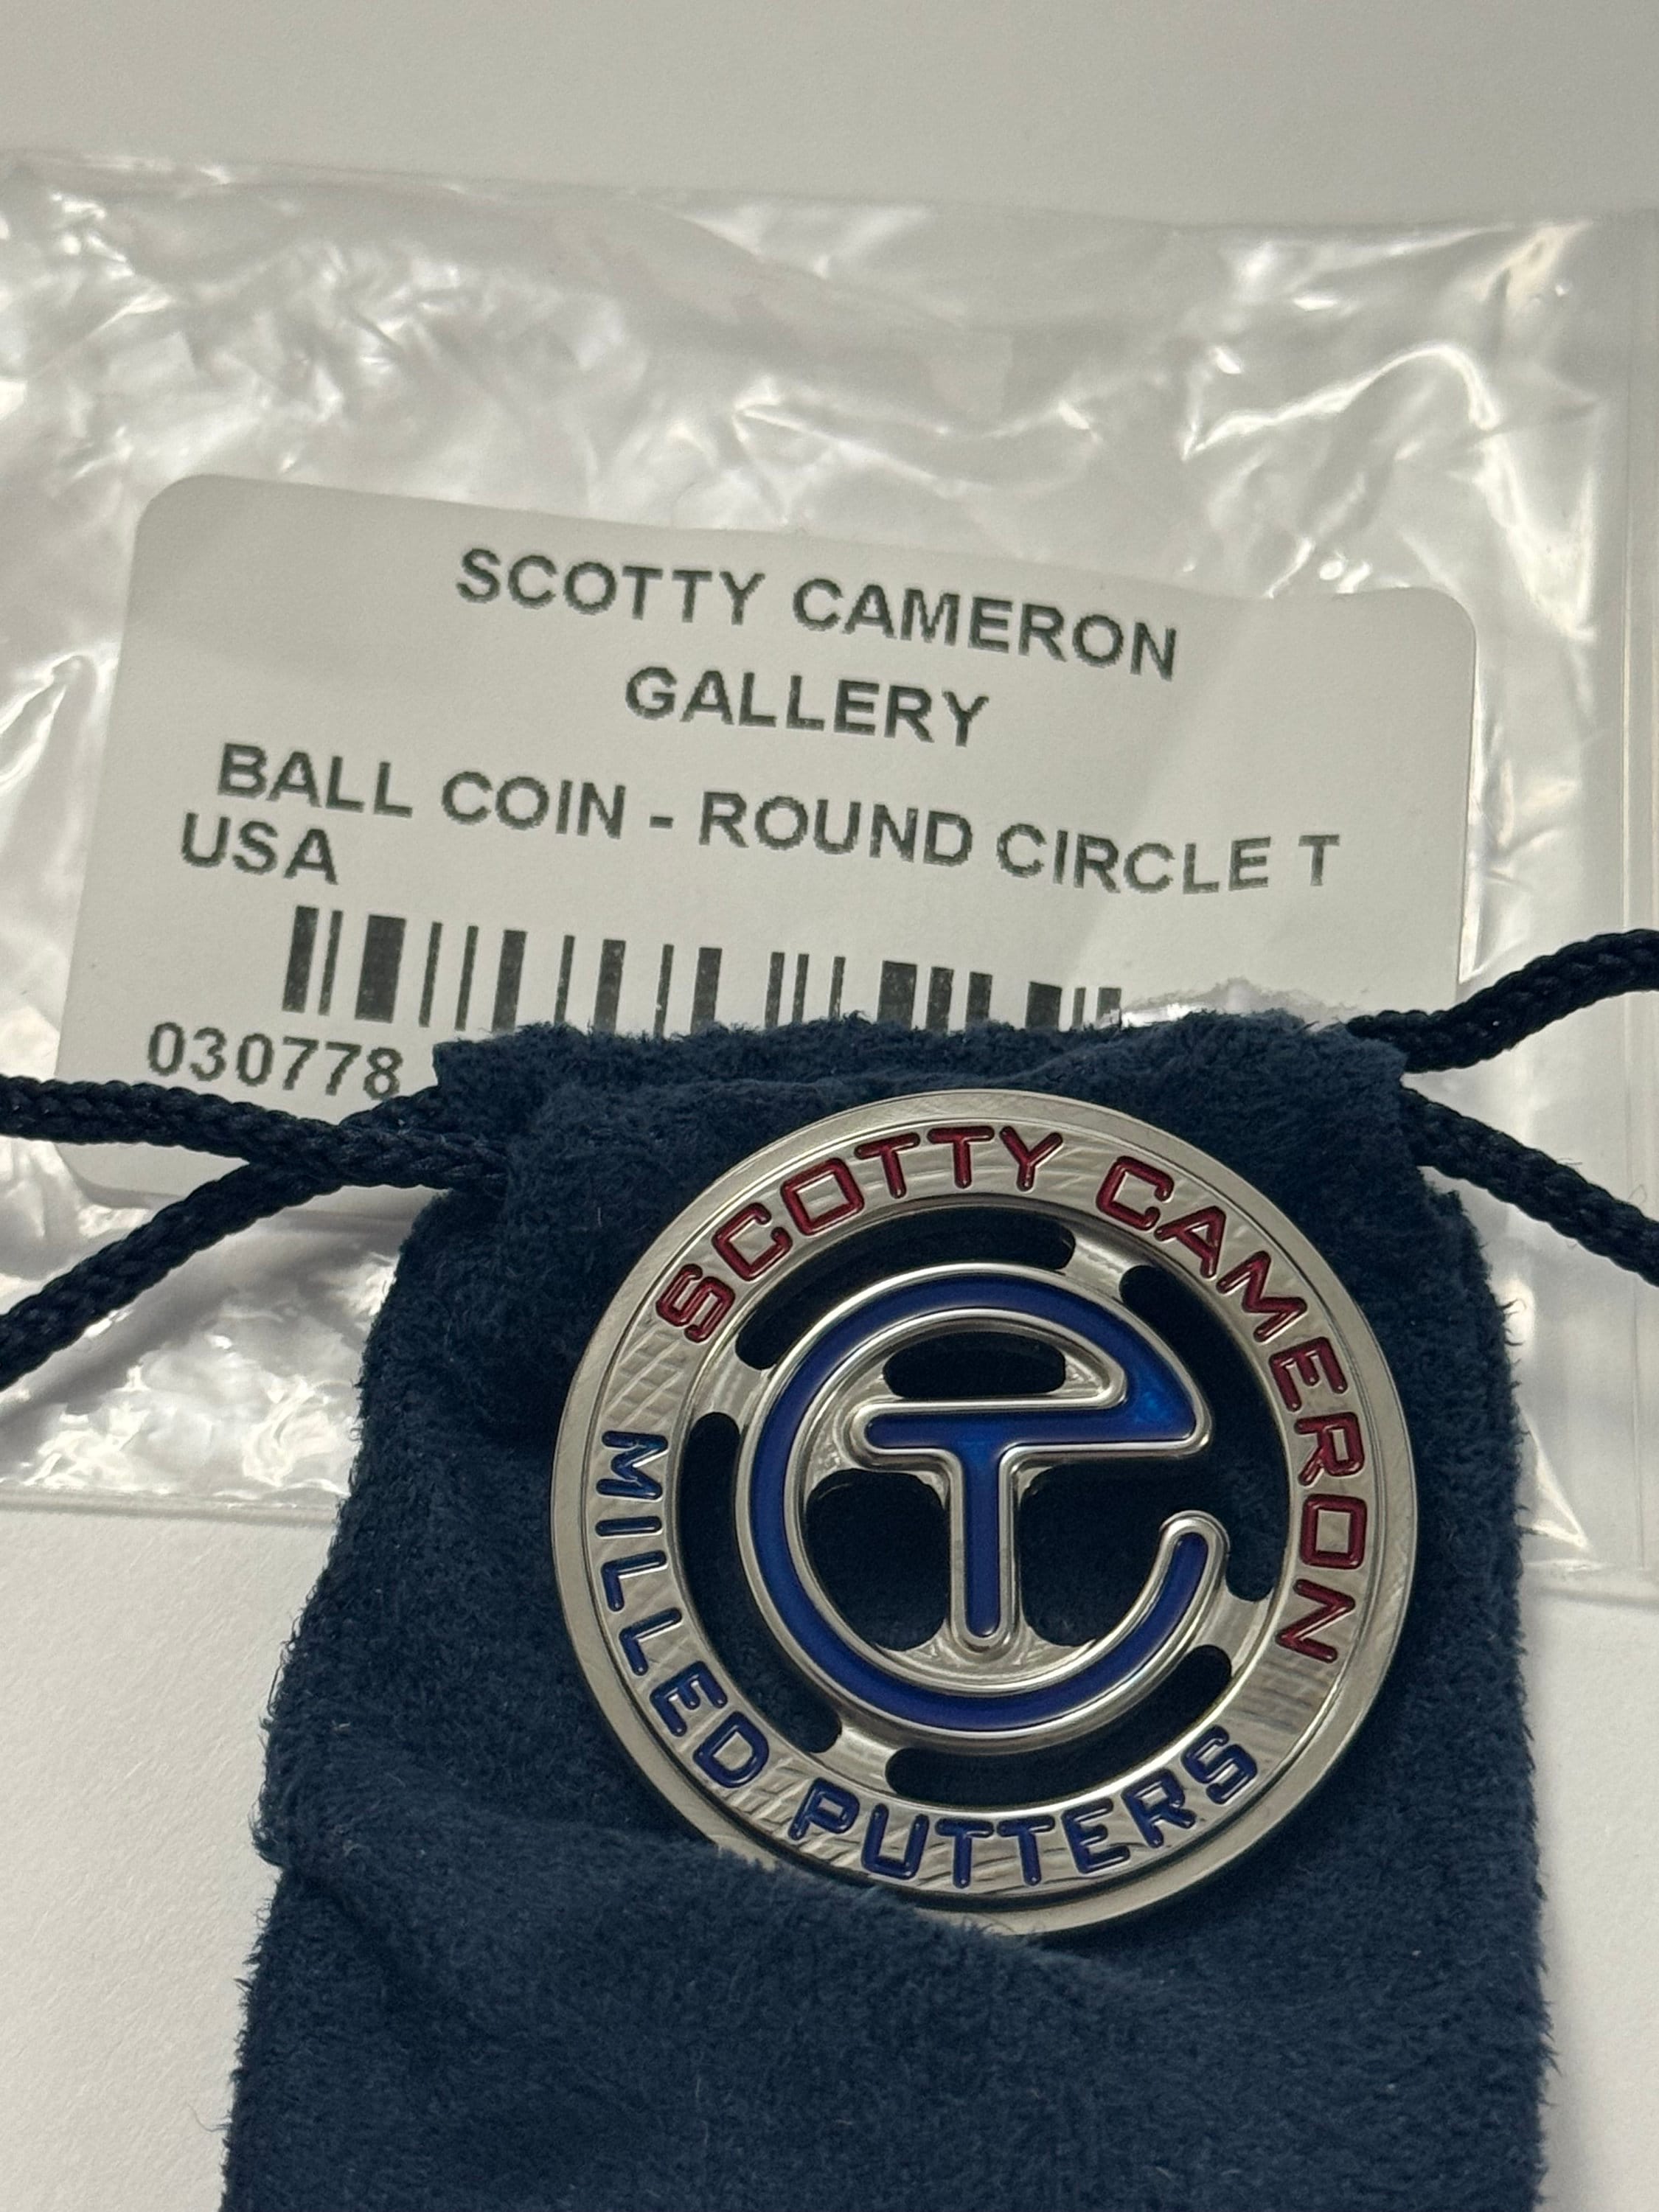 SCOTTY CAMERON
GALLERY
BALL COIN - ROUND CIRCLE T
USA
030778
SCOTTY CAMERON
MILLED PUTTERS